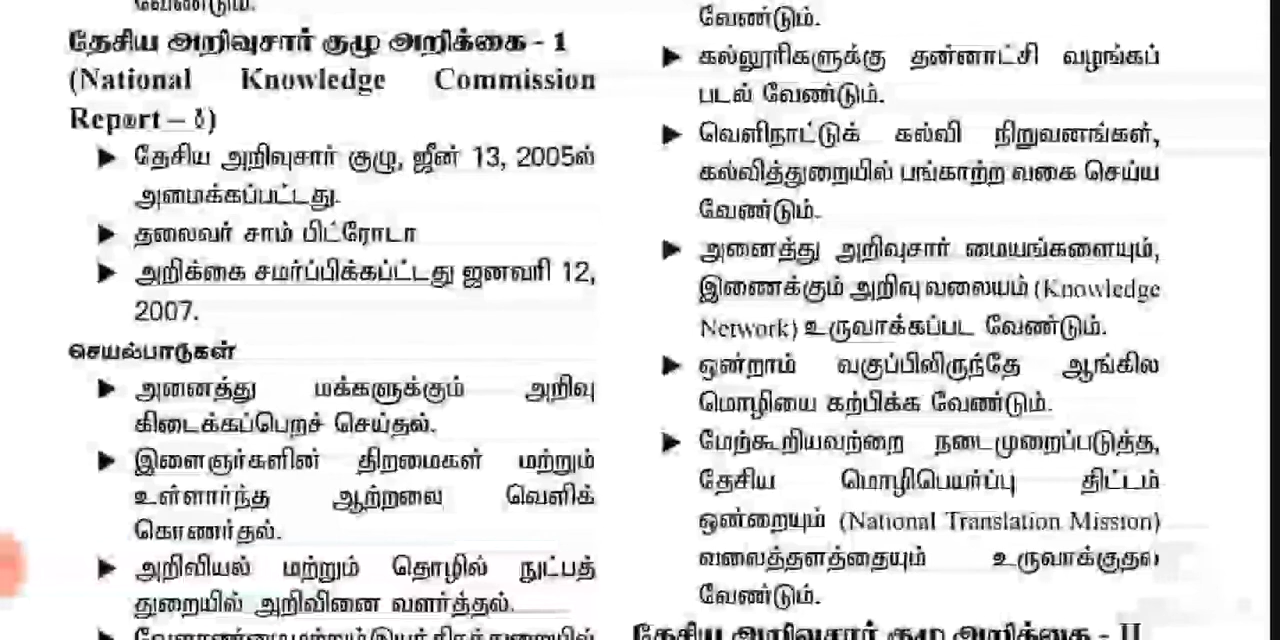 வேண்டும்.
தேசிய அறிவுசார் குழு அறிக்கை - 1
(National Knowledge Commission
Report –
தேசிய அறிவுசார் குழு, ஜீன் 13, 2005ல்
அமைக்கப்பட்டது.
தலைவர் சாம் பிட்ரோடா
அறிக்கை சமர்ப்பிக்கப்ட்டது ஜனவரி 12,
2007.
செயல்பாடுகள்
அனைத்து மக்களுக்கும் அறிவு
கிடைக்கப்பெறச் செய்தல்.
இளைஞர்களின் திறமைகள் மற்றும்
உள்ளார்ந்த ஆற்றலை வெளிக்
கொணர்தல்.
அறிவியல் மற்றும் தொழில் நுட்பத்
துறையில் அறிவினை வளர்த்தல்.
வேண்டும்.
கல்லூரிகளுக்கு தன்னாட்சி வழங்கப்
படல் வேண்டும்.
வெளிநாட்டுக் கல்வி நிறுவனங்கள்,
கல்வித்துறையில் பங்காற்ற வகை செய்ய
வேண்டும்.
அனைத்து அறிவுசார் மையங்களையும்,
இணைக்கும் அறிவு வலையம் (Knowledge
Network) உருவாக்கப்பட வேண்டும்.
ஒன்றாம் வகுப்பிலிருந்தே ஆங்கில
மொழியை கற்பிக்க வேண்டும்.
மேற்கூறியவற்றை நடைமுறைப்படுத்த,
தேசிய மொழிபெயர்ப்பு திட்டம்
ஒன்றையும் (National Translation Mission)
வலைத்தளத்தையும் உருவாக்குதல்
வேண்டும்.
தேசிய அறிவுசார் குழு அறிக்கை - II